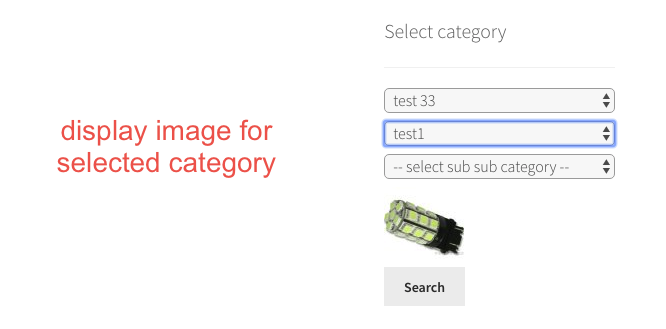 display image for
selected category
Select category
test 33
test1
-- select sub sub category --
Search